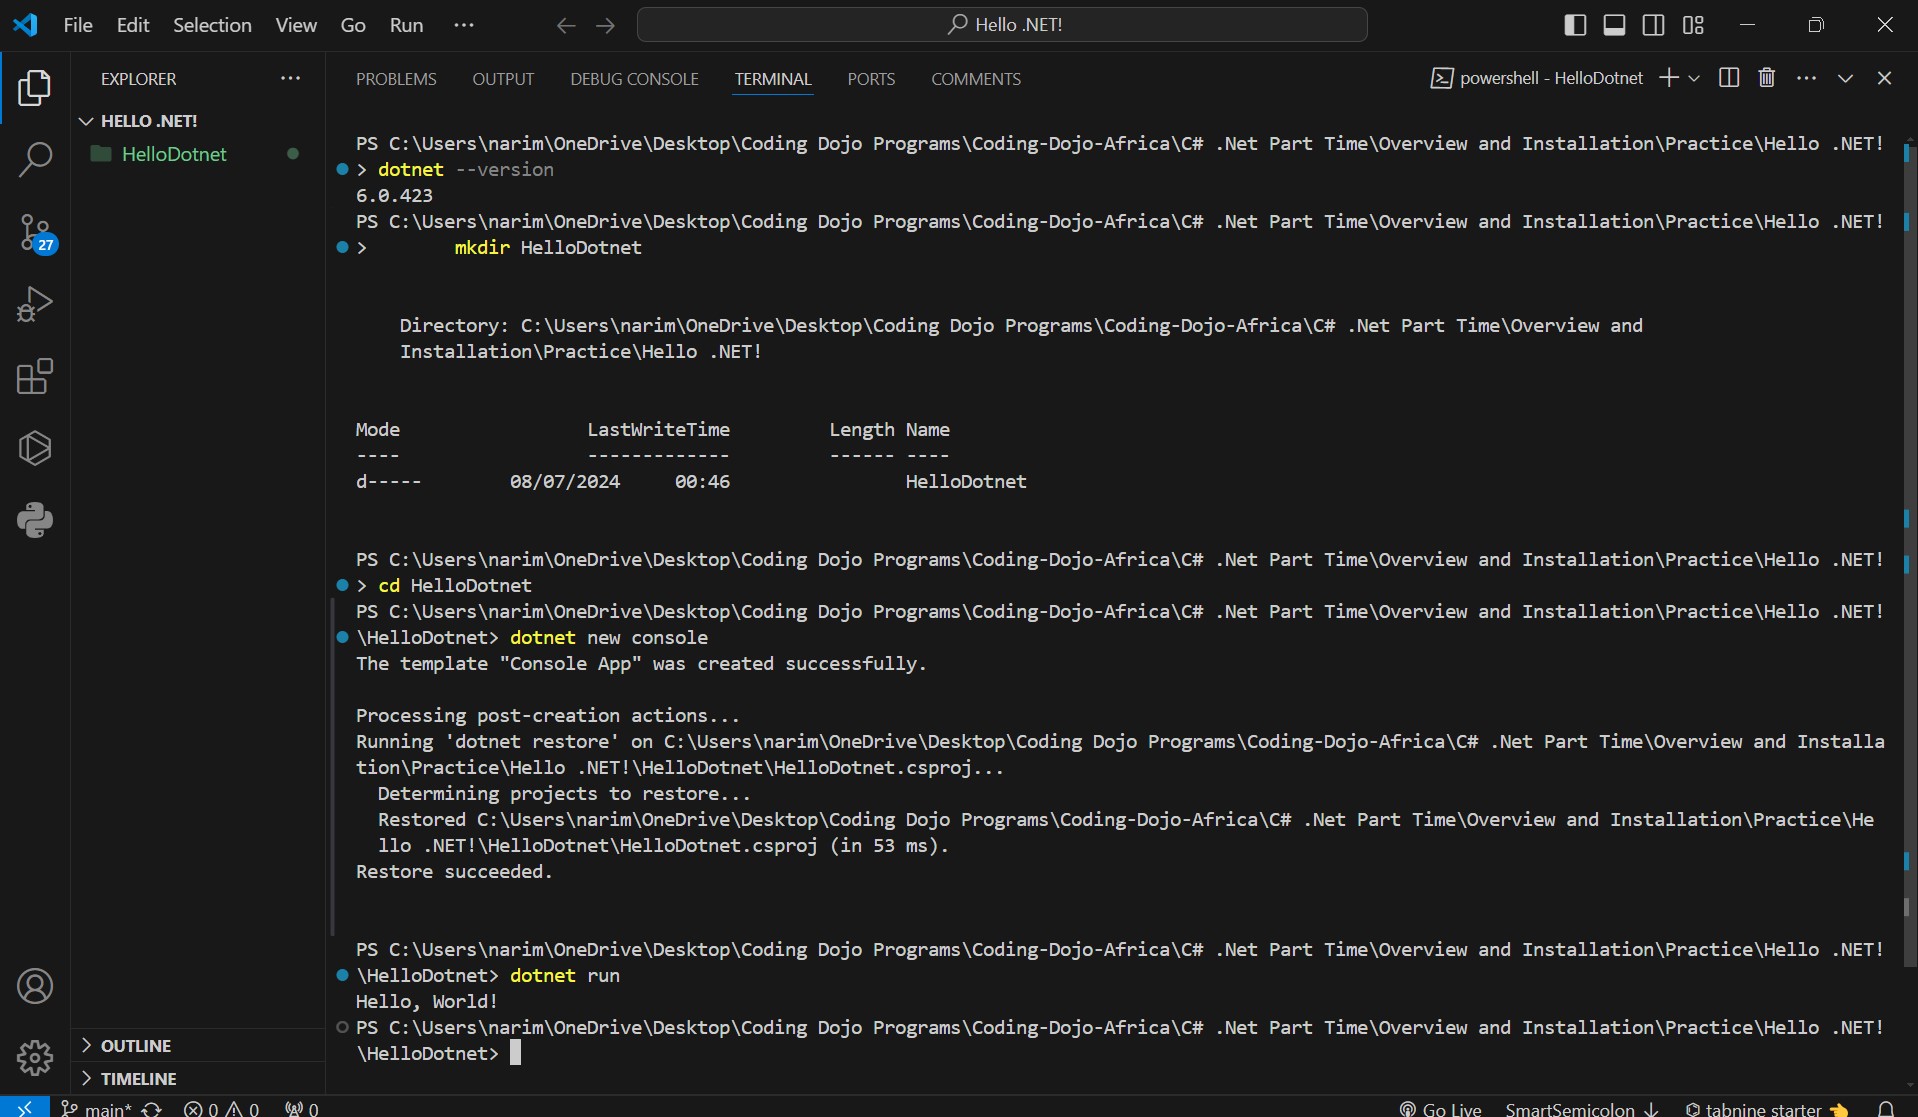 File Edit Selection View Go Run ··· Hello .NET!
EXPLORER ···
PROBLEMS OUTPUT DEBUG CONSOLE TERMINAL PORTS COMMENTS powershell - HelloDotnet
HELLO .NET!
HelloDotnet
27
PS C:\Users\narim\OneDrive\Desktop\Coding Dojo Programs\Coding-Dojo-Africa\C# .Net Part Time\Overview and Installation\Practice\Hello .NET!
> dotnet --version
6.0.423
PS C:\Users\narim\OneDrive\Desktop\Coding Dojo Programs\Coding-Dojo-Africa\C# .Net Part Time\Overview and Installation\Practice\Hello .NET!
> mkdir HelloDotnet
Directory: C:\Users\narim\OneDrive\Desktop\Coding Dojo Programs\Coding-Dojo-Africa\C# .Net Part Time\Overview and
Installation\Practice\Hello .NET!
Mode LastWriteTime Length Name
---- ------------- ------ ----
d----- 08/07/2024 00:46 HelloDotnet
PS C:\Users\narim\OneDrive\Desktop\Coding Dojo Programs\Coding-Dojo-Africa\C# .Net Part Time\Overview and Installation\Practice\Hello .NET!
> cd HelloDotnet
PS C:\Users\narim\OneDrive\Desktop\Coding Dojo Programs\Coding-Dojo-Africa\C# .Net Part Time\Overview and Installation\Practice\Hello .NET!
\HelloDotnet> dotnet new console
The template "Console App" was created successfully.
Processing post-creation actions...
Running 'dotnet restore' on C:\Users\narim\OneDrive\Desktop\Coding Dojo Programs\Coding-Dojo-Africa\C# .Net Part Time\Overview and Installa
tion\Practice\Hello .NET!\HelloDotnet\HelloDotnet.csproj...
Determining projects to restore...
Restored C:\Users\narim\OneDrive\Desktop\Coding Dojo Programs\Coding-Dojo-Africa\C# .Net Part Time\Overview and Installation\Practice\He
llo .NET!\HelloDotnet\HelloDotnet.csproj (in 53 ms).
Restore succeeded.
PS C:\Users\narim\OneDrive\Desktop\Coding Dojo Programs\Coding-Dojo-Africa\C# .Net Part Time\Overview and Installation\Practice\Hello .NET!
\HelloDotnet> dotnet run
Hello, World!
PS C:\Users\narim\OneDrive\Desktop\Coding Dojo Programs\Coding-Dojo-Africa\C# .Net Part Time\Overview and Installation\Practice\Hello .NET!
\HelloDotnet>
OUTLINE
TIMELINE
main* 0 0 0 Go Live SmartSemicolon ↓ tabnine starter 👈